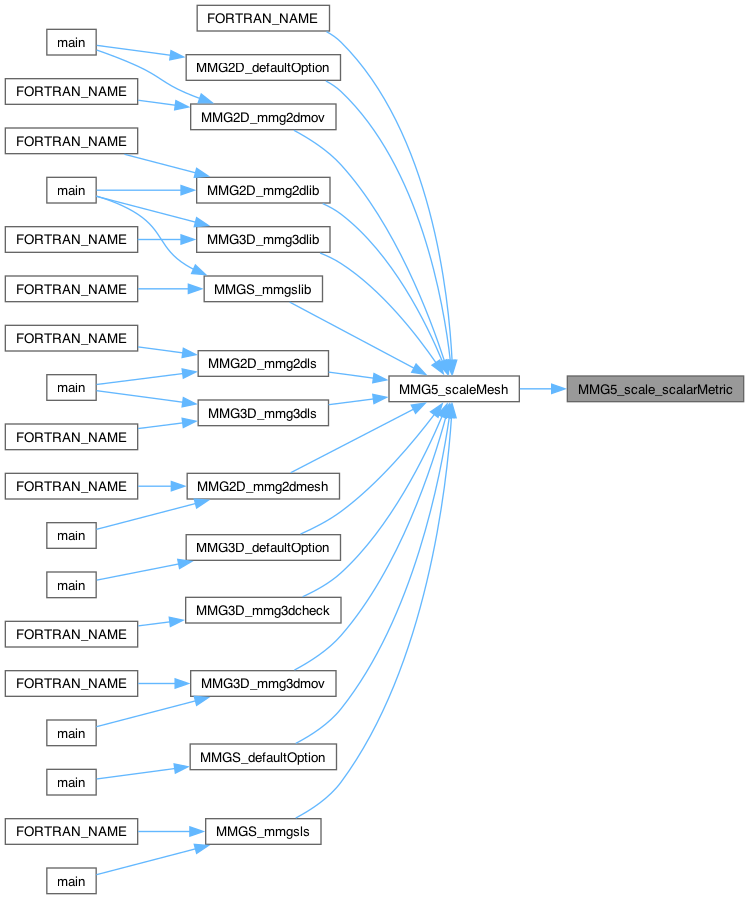 FORTRAN_NAME
main
MMG2D_defaultOption
FORTRAN_NAME
MMG2D_mmg2dmov
FORTRAN_NAME
main
MMG2D_mmg2dlib
FORTRAN_NAME
MMG3D_mmg3dlib
FORTRAN_NAME
MMGS_mmgslib
FORTRAN_NAME
MMG2D_mmg2dls
main
MMG5_scaleMesh
MMG5_scale_scalarMetric
MMG3D_mmg3dls
FORTRAN_NAME
FORTRAN_NAME
MMG2D_mmg2dmesh
main
MMG3D_defaultOption
main
MMG3D_mmg3dcheck
FORTRAN_NAME
FORTRAN_NAME
MMG3D_mmg3dmov
main
MMGS_defaultOption
main
FORTRAN_NAME
MMGS_mmgsls
main